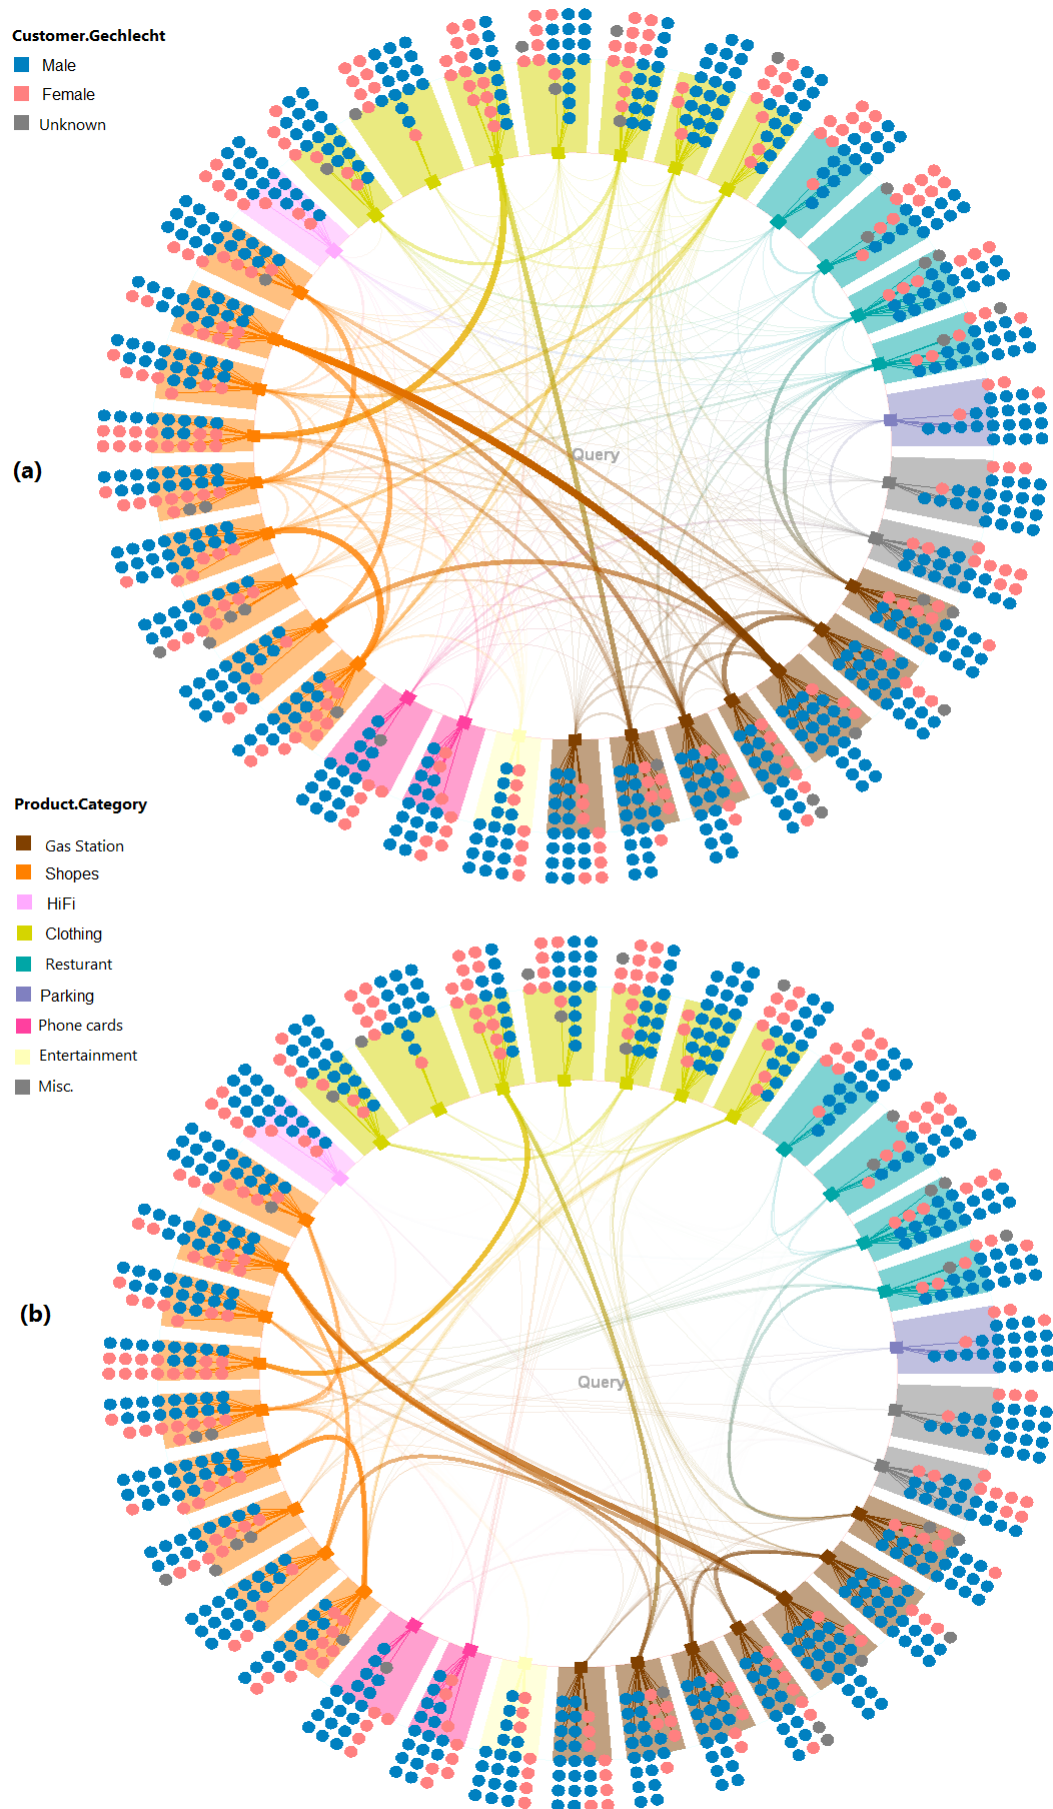 Customer.Gechlecht
Male
Female
Unknown
Query
(a)
Product.Category
Gas Station
Shopes
HiFi
Clothing
Resturant
Parking
Phone cards
Entertainment
Misc.
(b)
Query